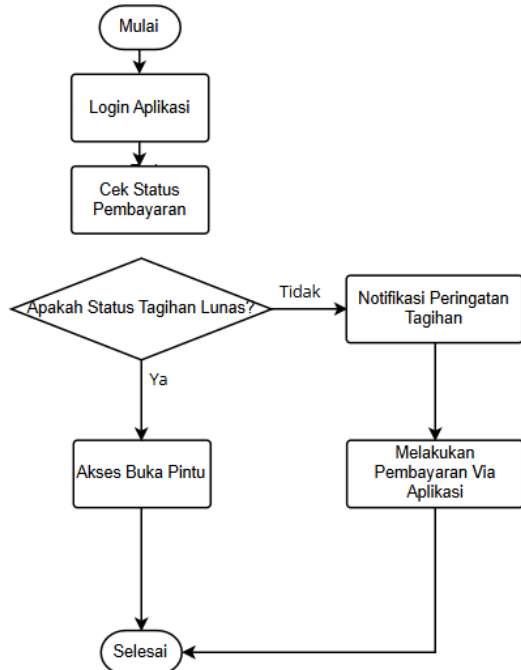 Mulai
Login Aplikasi
Cek Status
Pembayaran
Apakah Status Tagihan Lunas?
Tidak
Notifikasi Peringatan
Tagihan
Ya
Akses Buka Pintu
Melakukan
Pembayaran Via
Aplikasi
Selesai